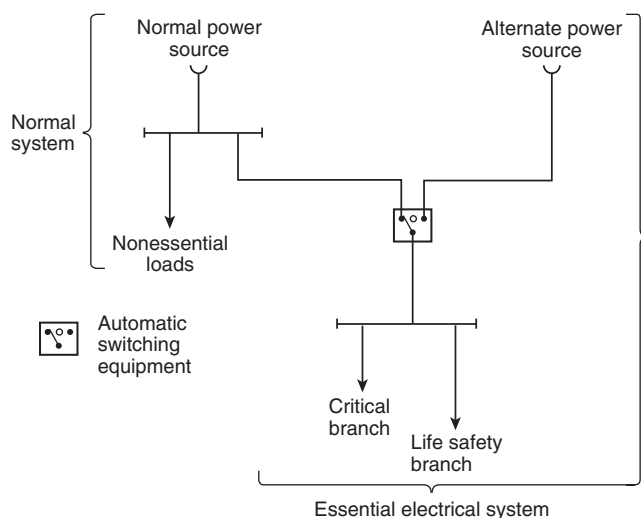 Normal power
source
Alternate power
source
Normal
system
Nonessential
loads
Automatic
switching
equipment
Critical
branch
Life safety
branch
Essential electrical system